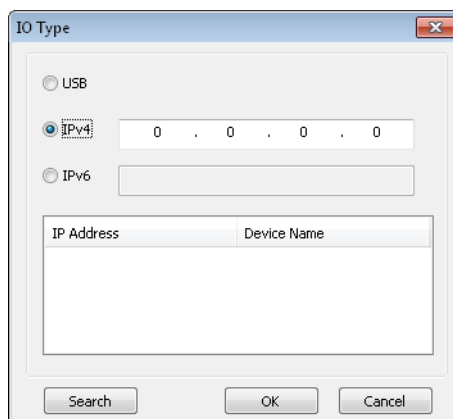 IO Type
USB
IPv4 0 . 0 . 0 . 0
IPv6
IP Address Device Name
Search OK Cancel